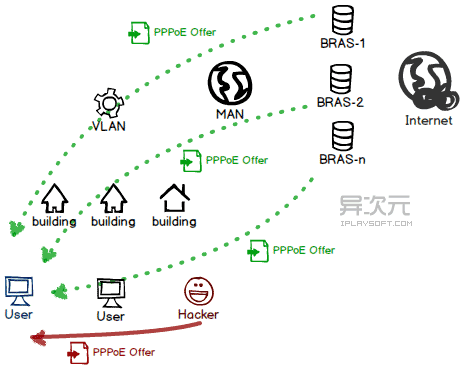 PPPoE Offer
BRAS-1
VLAN
MAN
BRAS-2
Internet
PPPoE Offer
BRAS-n
building
building
building
异次元
IPLAYSOFT.COM
PPPoE Offer
User
User
Hacker
PPPoE Offer